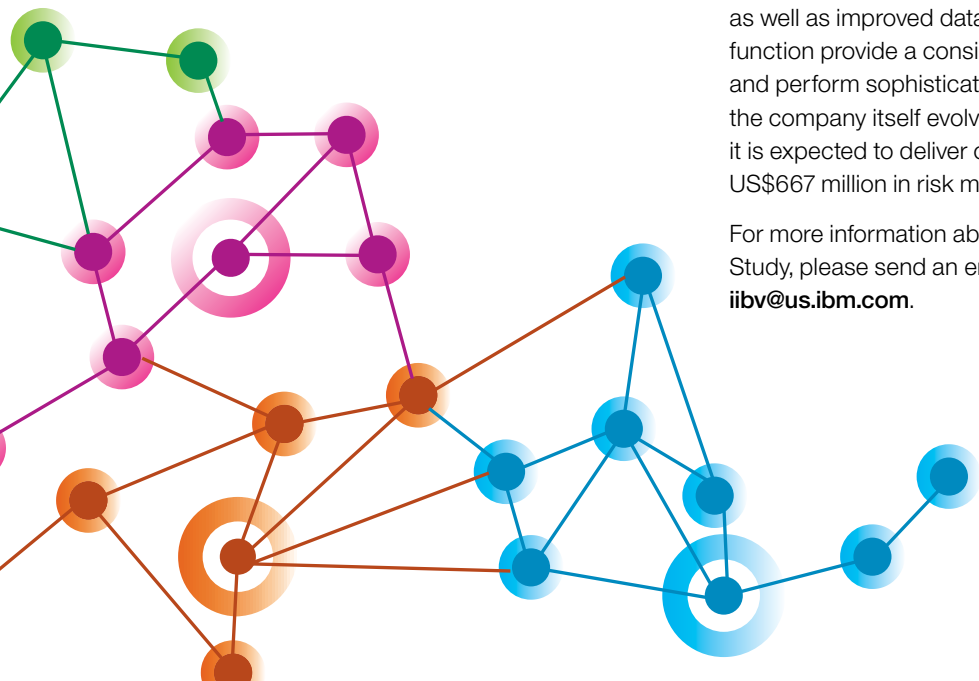 as well as improved data
function provide a consi
and perform sophisticat
the company itself evolv
it is expected to deliver
US$667 million in risk m
For more information ab
Study, please send an e
iibv@us.ibm.com.